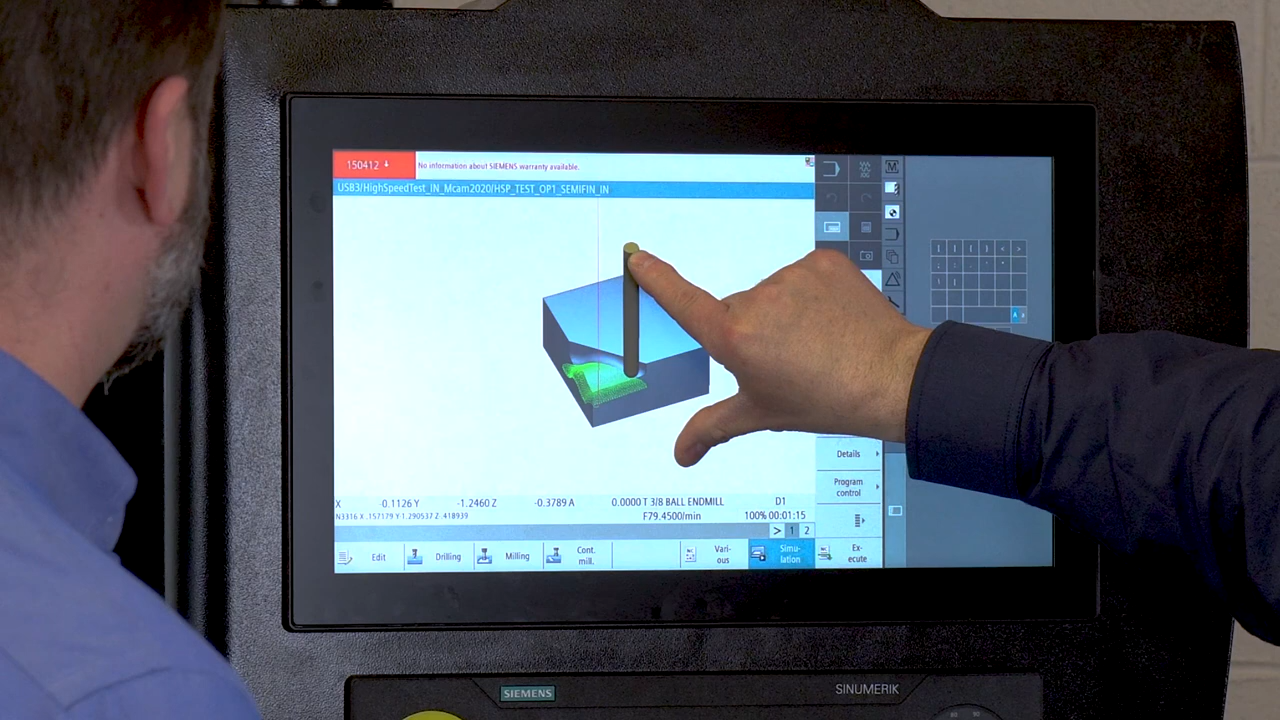 150412 ↓ No information about SIEMENS warranty available.
USB3/HighSpeedTest_IN_Mcam2020/HSP_TEST_OP1_SEMIFIN_IN
M
X -0.1126 Y -1.2460 Z -0.3789 A 0.0000 T 3/8 BALL ENDMILL D1
N3316 X .157179 Y-1.290537 Z .418939 F79.4500/min 100% 00:01:15
> 1 2
Details
Program
control
Edit
Drilling
Milling
Cont.
mill.
NC
Vari-
ous
Simu-
lation
NC
Ex-
ecute
SIEMENS
SINUMERIK